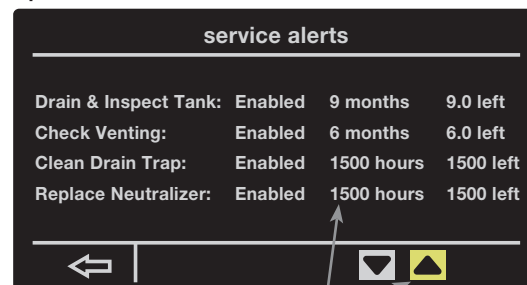 service alerts
Drain & Inspect Tank: Enabled 9 months 9.0 left
Check Venting: Enabled 6 months 6.0 left
Clean Drain Trap: Enabled 1500 hours 1500 left
Replace Neutralizer: Enabled 1500 hours 1500 left